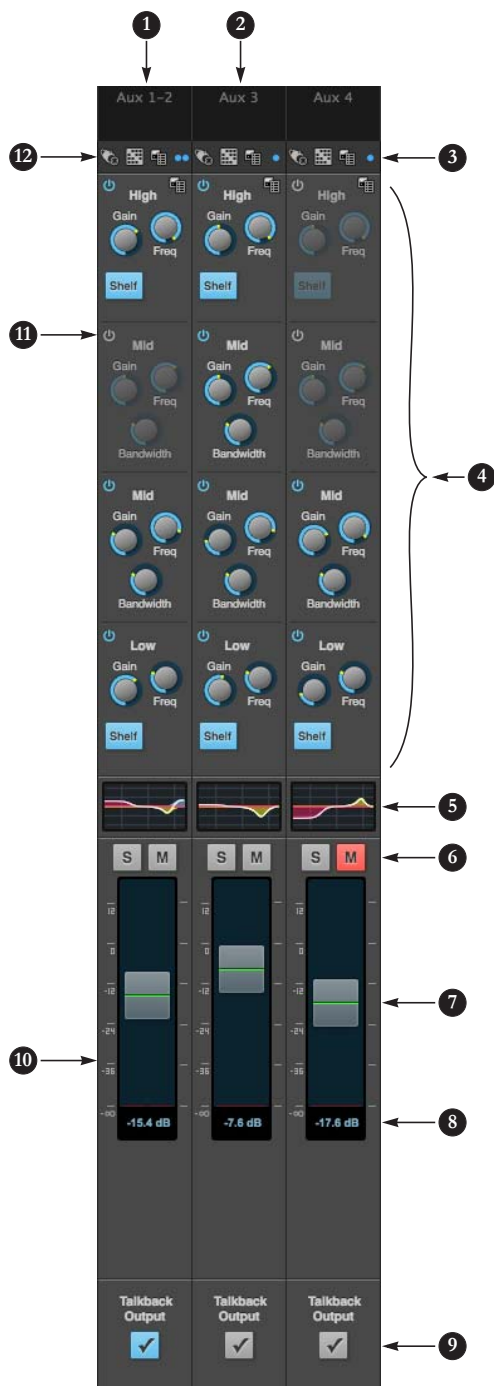 1 2
Aux 1-2 Aux 3 Aux 4
12 3
High High High
Gain Freq Gain Freq Gain Freq
Shelf Shelf Shelf
11
Mid Mid Mid
Gain Freq Gain Freq Gain Freq
Bandwidth Bandwidth Bandwidth
4
Mid Mid Mid
Gain Freq Gain Freq Gain Freq
Bandwidth Bandwidth Bandwidth
Low Low Low
Gain Freq Gain Freq Gain Freq
Shelf Shelf Shelf
5
S M S M S M 6
12 12 12
0 0 0
-12 -12 -12 7
-24 -24 -24
10
-36 -36 -36
-∞ -∞ -∞
-15.4 dB -7.6 dB -17.6 dB 8
Talkback Talkback Talkback
Output Output Output
9